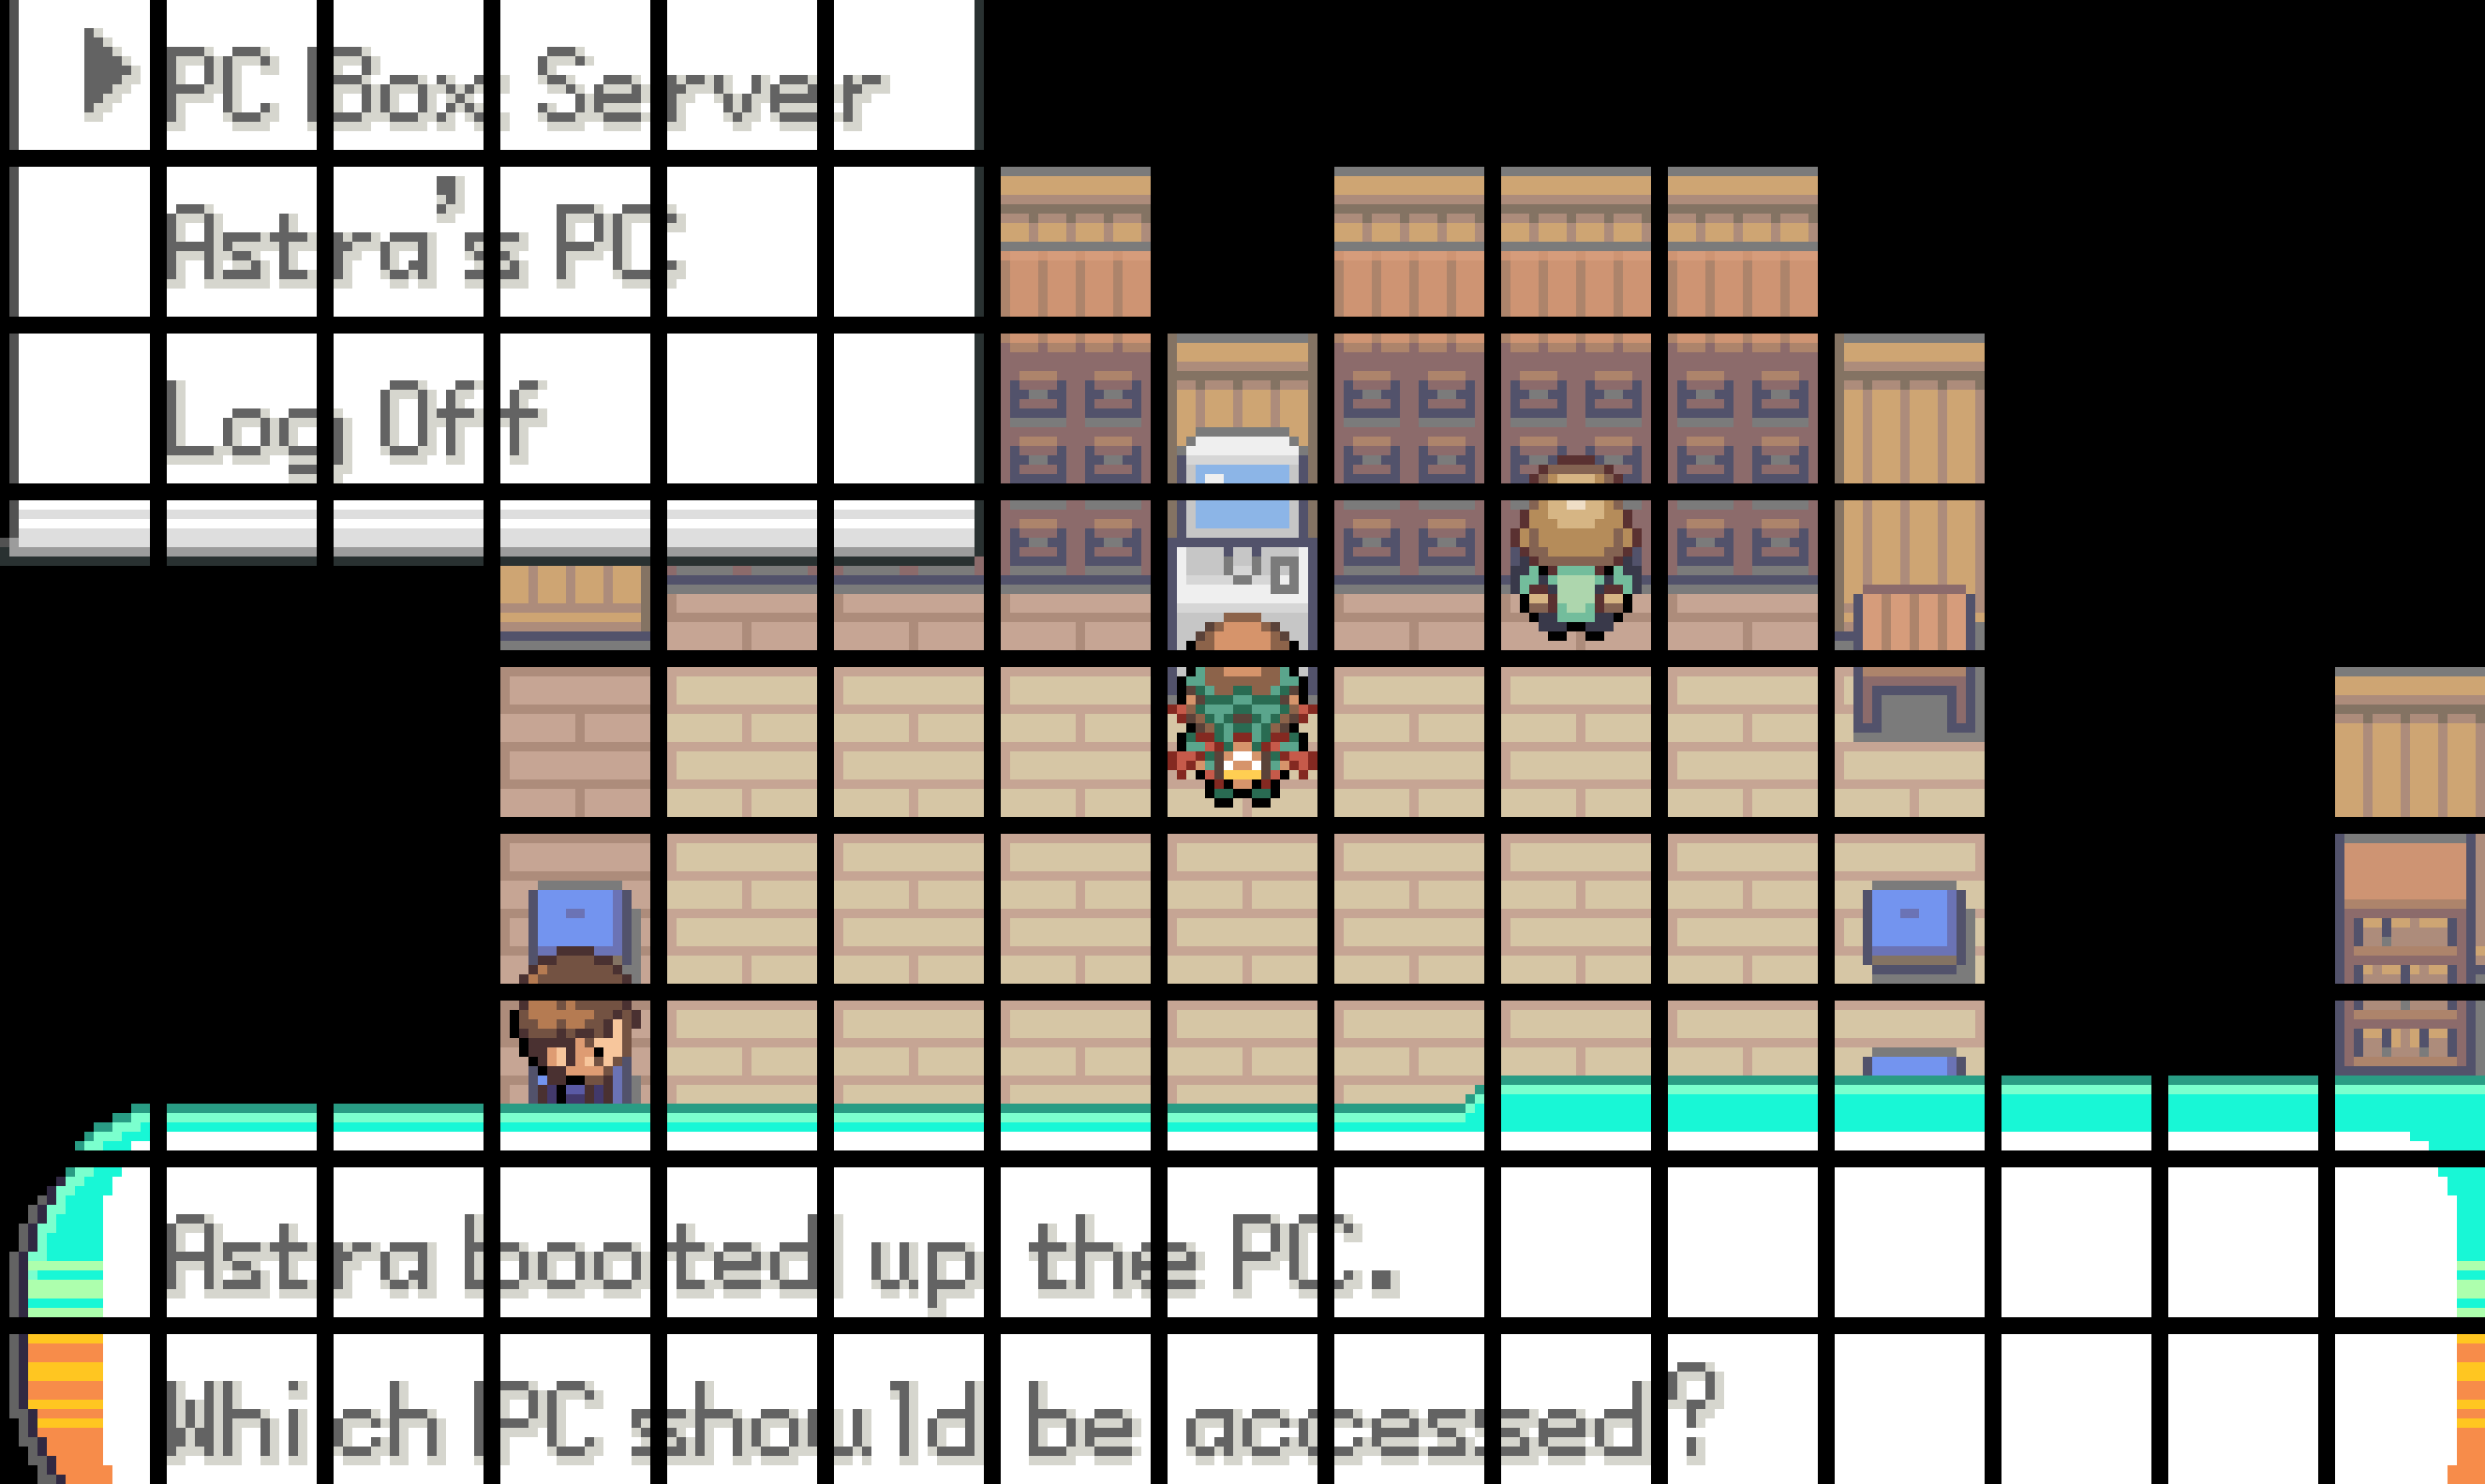 PC Box Server
Astra's PC
Log Off
Astra booted up the PC.
Which PC should be accessed?